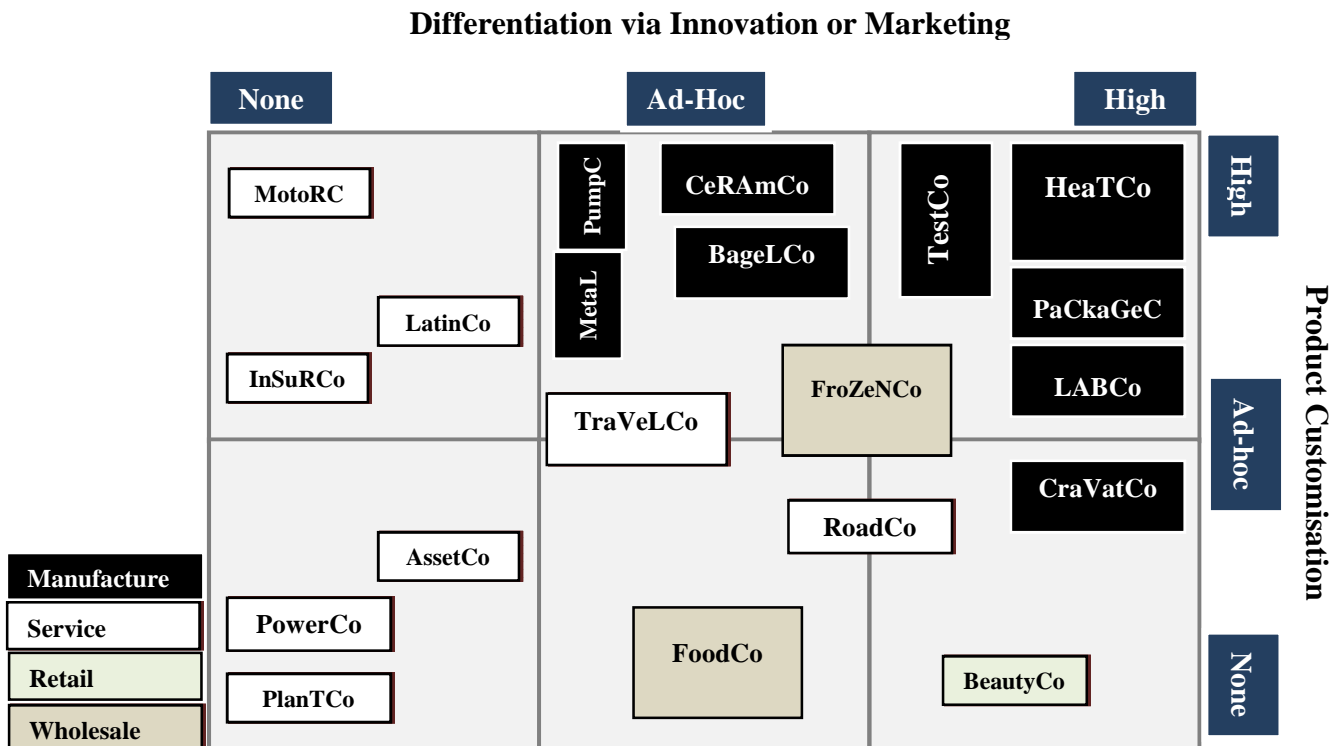 Differentiation via Innovation or Marketing
None
Ad-Hoc
High
MotoRC
PumpC
CeRAmCo
TestCo
HeaTCo
High
BageLCo
MetaL
PaCkaGeC
LatinCo
InSuRCo
FroZeNCo
LABCo
TraVeLCo
Ad-hoc
Product Customisation
CraVatCo
RoadCo
AssetCo
Manufacture
PowerCo
Service
FoodCo
BeautyCo
None
Retail
PlanTCo
Wholesale